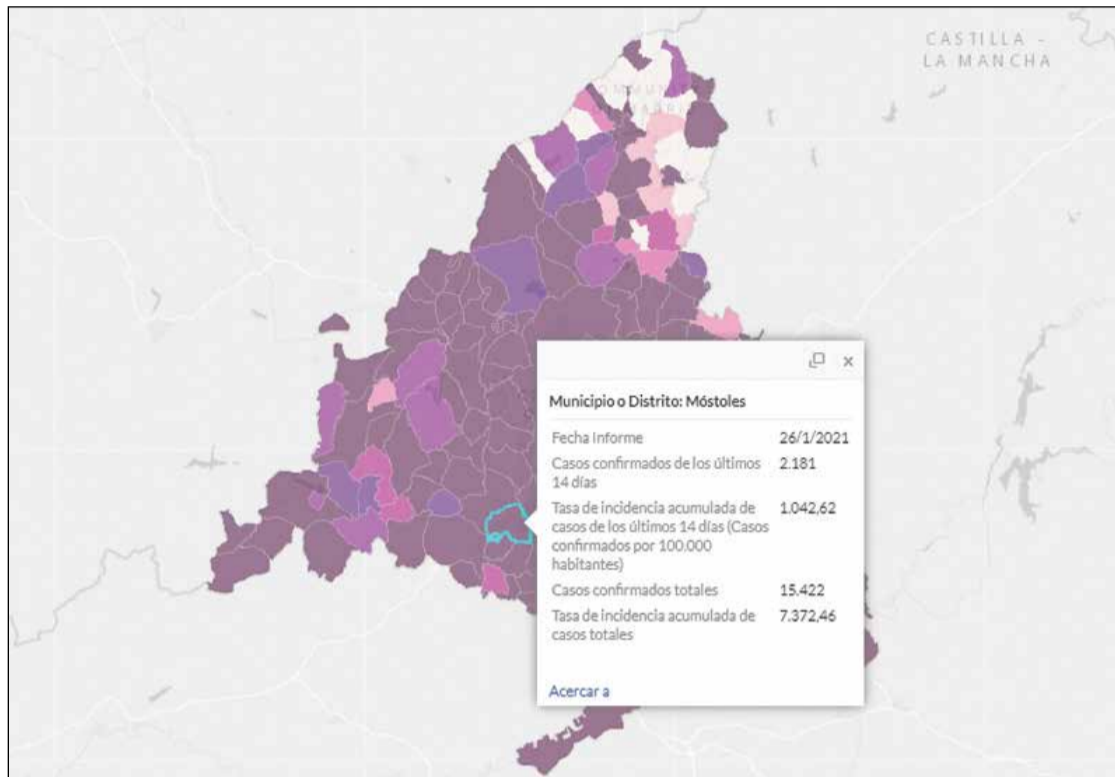 CASTILLA -
LA MANCHA
Municipio o Distrito: Móstoles
Fecha Informe 26/1/2021
Casos confirmados de los últimos 2.181
14 días
Tasa de incidencia acumulada de 1.042,62
casos de los últimos 14 días (Casos
confirmados por 100.000
habitantes)
Casos confirmados totales 15.422
Tasa de incidencia acumulada de 7.372,46
casos totales
Acercar a